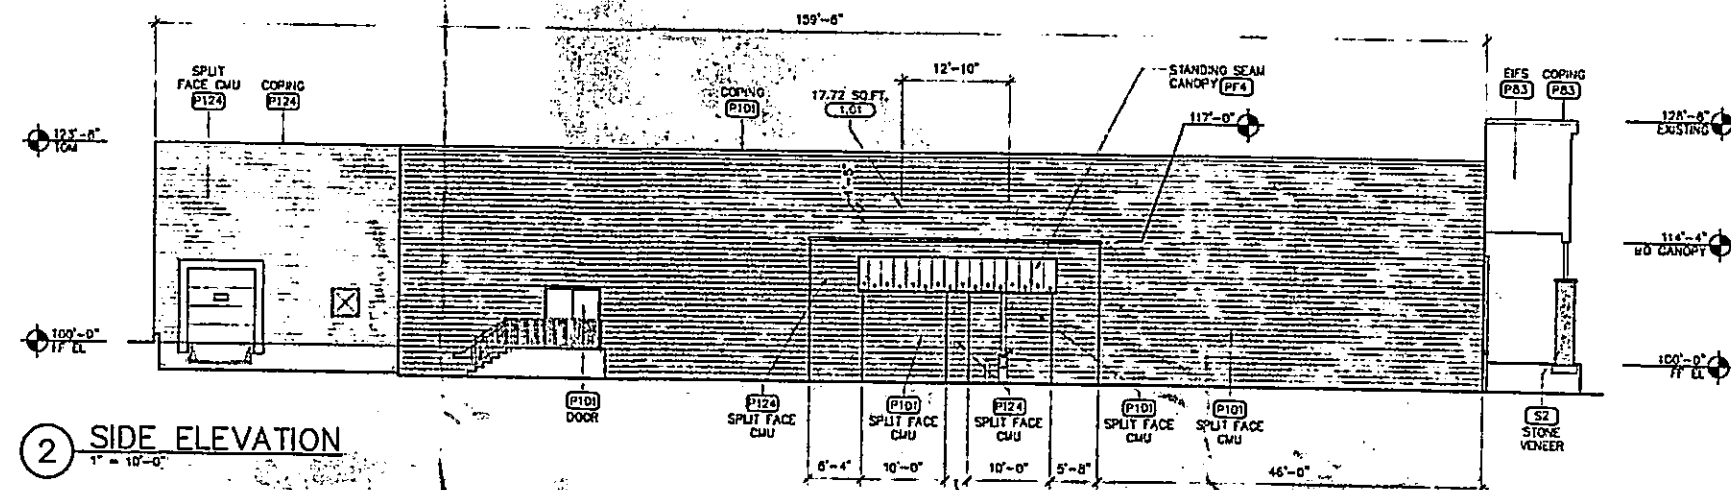 159'-6"
12'-10"
SPLIT
FACE CMU
P124
COPING
P124
COPING
P101
17.72 SQ.FT.
1.01
STANDING SEAM
CANOPY PF4
117'-0"
EIFS
P83
COPING
P83
123'-8"
TOM
128'-8"
EXISTING
114'-4"
BO CANOPY
100'-0"
FF EL
100'-0"
FF EL
P101
DOOR
P124
SPLIT FACE
CMU
P101
SPLIT FACE
CMU
P124
SPLIT FACE
CMU
P101
SPLIT FACE
CMU
P101
SPLIT FACE
CMU
S2
STONE
VENEER
2 SIDE ELEVATION
1" = 10'-0"
6'-4"
10'-0"
10'-0"
5'-8"
46'-0"